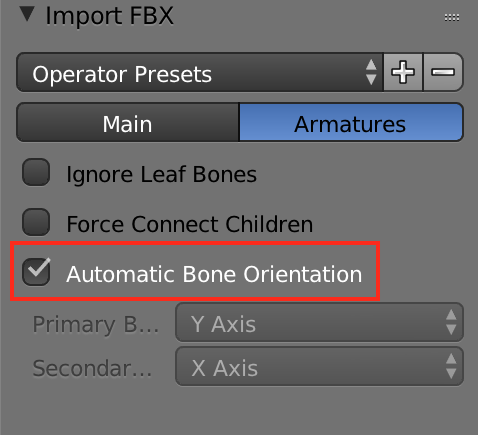 Import FBX
Operator Presets
Main Armatures
Ignore Leaf Bones
Force Connect Children
Automatic Bone Orientation
Primary B... Y Axis
Secondar... X Axis